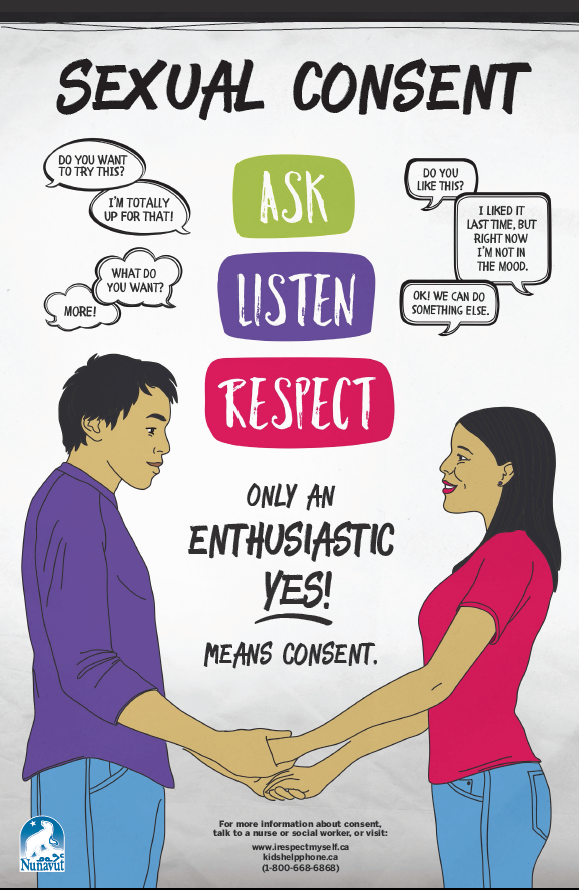 SEXUAL CONSENT
DO YOU WANT
TO TRY THIS?
I'M TOTALLY
UP FOR THAT!
WHAT DO
YOU WANT?
MORE!
ASK
LISTEN
RESPECT
DO YOU
LIKE THIS?
I LIKED IT
LAST TIME, BUT
RIGHT NOW
I'M NOT IN
THE MOOD.
OK! WE CAN DO
SOMETHING ELSE.
ONLY AN
ENTHUSIASTIC
YES!
MEANS CONSENT.
For more information about consent,
talk to a nurse or social worker, or visit:
www.irespectmyself.ca
kidshelpphone.ca
(1-800-668-6868)
Nunavut